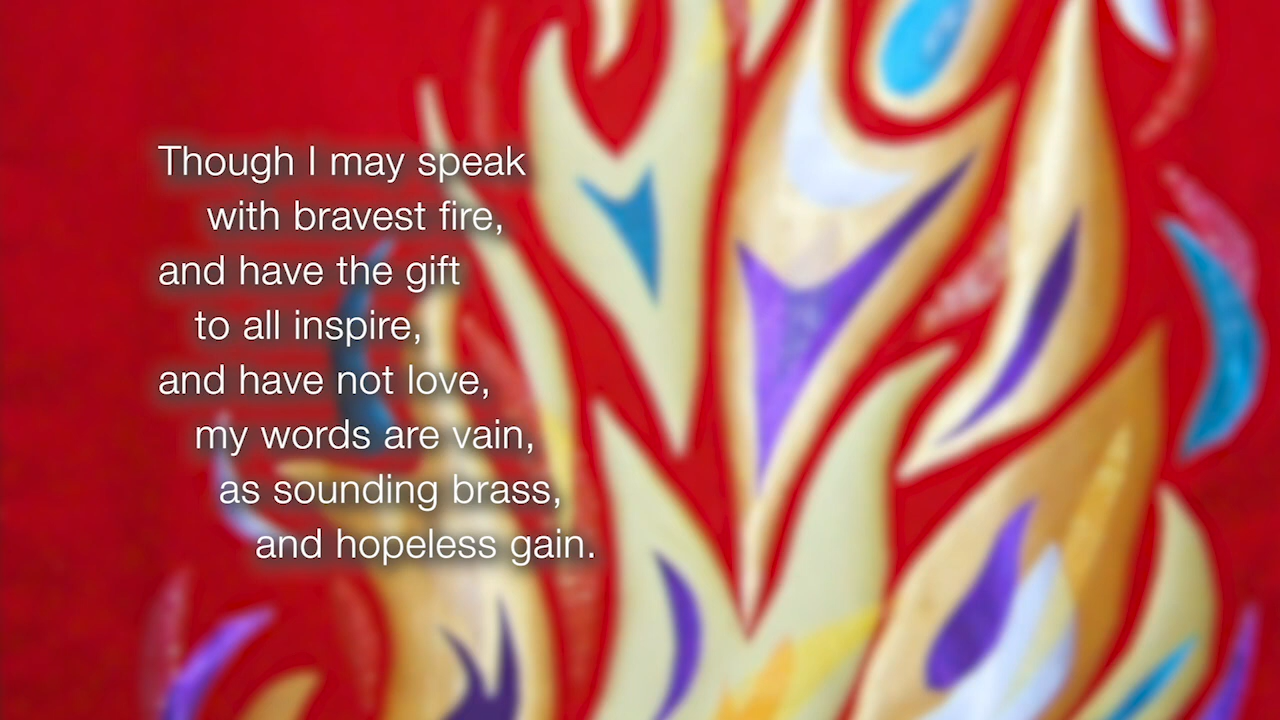 Though I may speak
with bravest fire,
and have the gift
to all inspire,
and have not love,
my words are vain,
as sounding brass,
and hopeless gain.